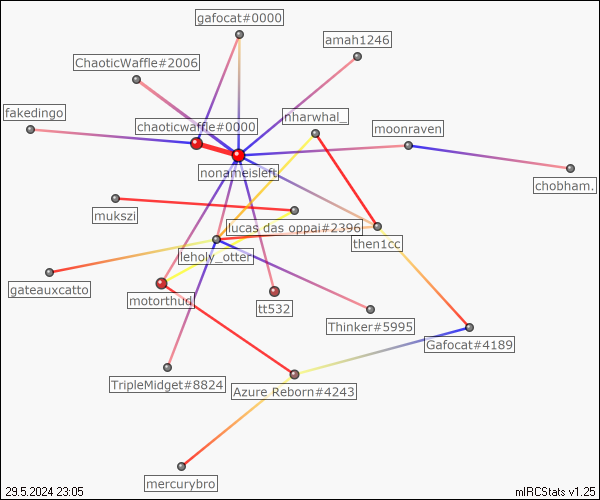 gafocat#0000
amah1246
ChaoticWaffle#2006
fakedingo
chaoticwaffle#0000
nharwhal_
moonraven
nonameisleft
chobham.
mukszi
lucas das oppai#2396
then1cc
leholy_otter
gateauxcatto
motorthud
tt532
Thinker#5995
Gafocat#4189
TripleMidget#8824
Azure Reborn#4243
mercurybro
29.5.2024 23:05
mIRCStats v1.25